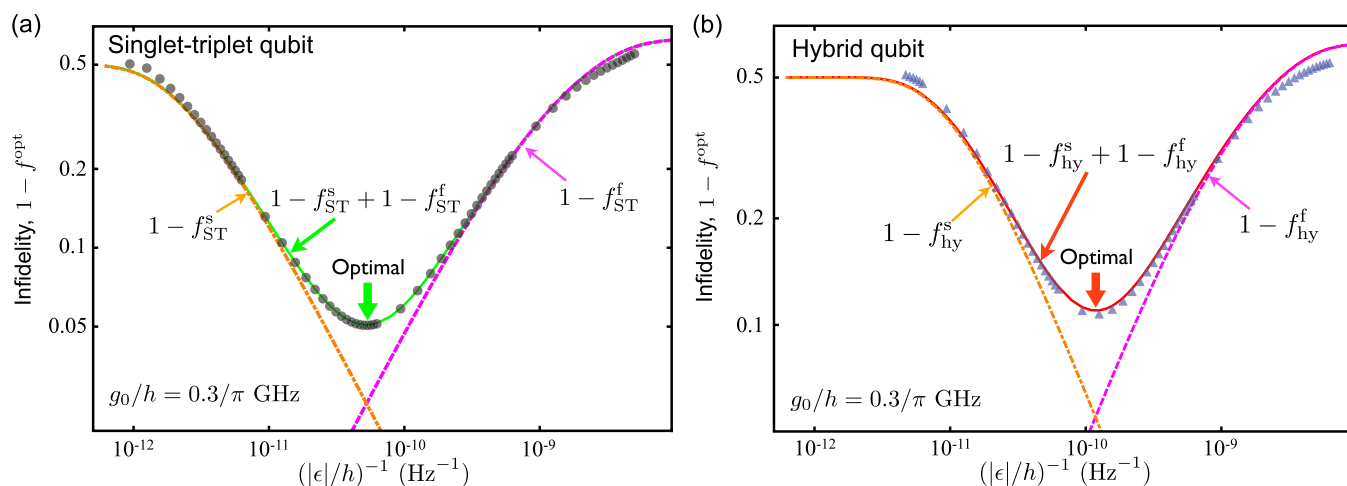 (a)
Singlet-triplet qubit
Infidelity, 1 − f^opt
0.5
0.2
0.1
0.05
1 − f^s_ST
1 − f^s_ST + 1 − f^f_ST
1 − f^f_ST
Optimal
g₀/h = 0.3/π GHz
10^-12
10^-11
10^-10
10^-9
(|ϵ|/h)^−1 (Hz^−1)
(b)
Hybrid qubit
Infidelity, 1 − f^opt
0.5
0.2
0.1
1 − f^s_hy + 1 − f^f_hy
1 − f^s_hy
1 − f^f_hy
Optimal
g₀/h = 0.3/π GHz
10^-12
10^-11
10^-10
10^-9
(|ϵ|/h)^−1 (Hz^−1)